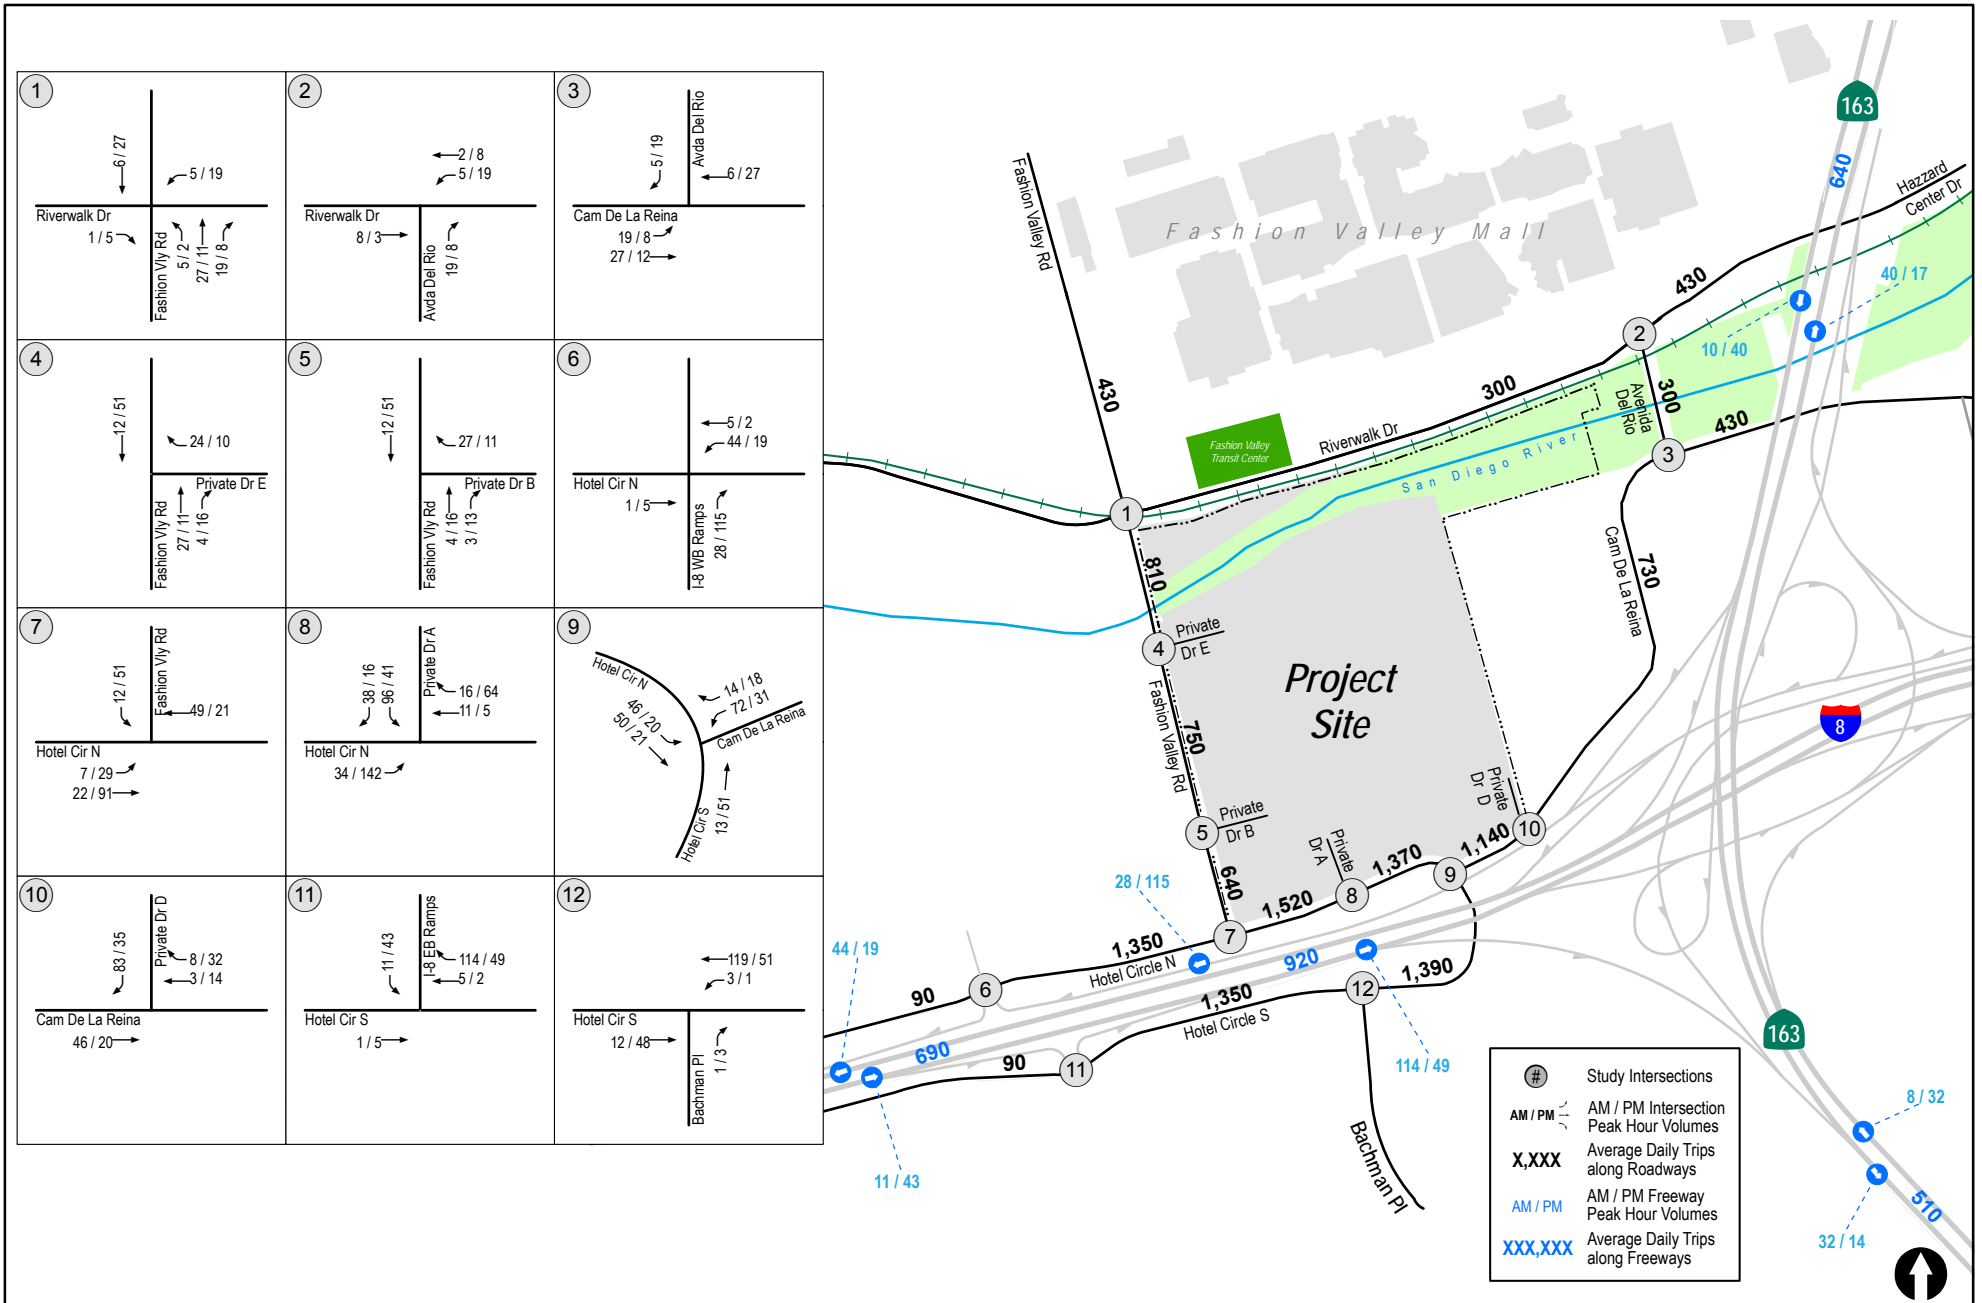 1
6 / 27
5 / 19
Riverwalk Dr
1 / 5
Fashion Vly Rd
5 / 2
27 / 11
19 / 8
2
2 / 8
5 / 19
Riverwalk Dr
8 / 3
Avda Del Rio
19 / 8
3
5 / 19
Avda Del Rio
6 / 27
Cam De La Reina
19 / 8
27 / 12
4
12 / 51
24 / 10
Private Dr E
Fashion Vly Rd
27 / 11
4 / 16
5
12 / 51
27 / 11
Private Dr B
Fashion Vly Rd
4 / 16
3 / 13
6
5 / 2
44 / 19
Hotel Cir N
1 / 5
I-8 WB Ramps
28 / 115
7
12 / 51
Fashion Vly Rd
49 / 21
Hotel Cir N
7 / 29
22 / 91
8
38 / 16
96 / 41
Private Dr A
16 / 64
11 / 5
Hotel Cir N
34 / 142
9
Hotel Cir N
14 / 18
72 / 31
46 / 20
50 / 21
Cam De La Reina
13 / 51
Hotel Cir S
10
83 / 35
Private Dr D
8 / 32
3 / 14
Cam De La Reina
46 / 20
11
11 / 43
I-8 EB Ramps
114 / 49
5 / 2
Hotel Cir S
1 / 5
12
119 / 51
3 / 1
Hotel Cir S
12 / 48
Bachman Pl
1 / 3
163
640
Hazzard
Center Dr
Fashion Valley Rd
Fashion Valley Mall
430
40 / 17
10 / 40
2
430
300
Avenida
Del Rio
300
430
Fashion Valley
Transit Center
Riverwalk Dr
San Diego River
3
1
810
Cam De La Reina
730
4
Private
Dr E
Project
Site
Fashion Valley Rd
750
8
5
Private
Dr B
Private
Dr D
10
640
Private
Dr A
1,370
1,140
9
28 / 115
1,520
8
7
44 / 19
1,350
Hotel Circle N
920
1,390
6
90
1,350
12
Hotel Circle S
163
690
90
11
114 / 49
11 / 43
Bachman Pl
8 / 32
510
32 / 14
#
Study Intersections
AM / PM
AM / PM Intersection
Peak Hour Volumes
X,XXX
Average Daily Trips
along Roadways
AM / PM
AM / PM Freeway
Peak Hour Volumes
XXX,XXX
Average Daily Trips
along Freeways